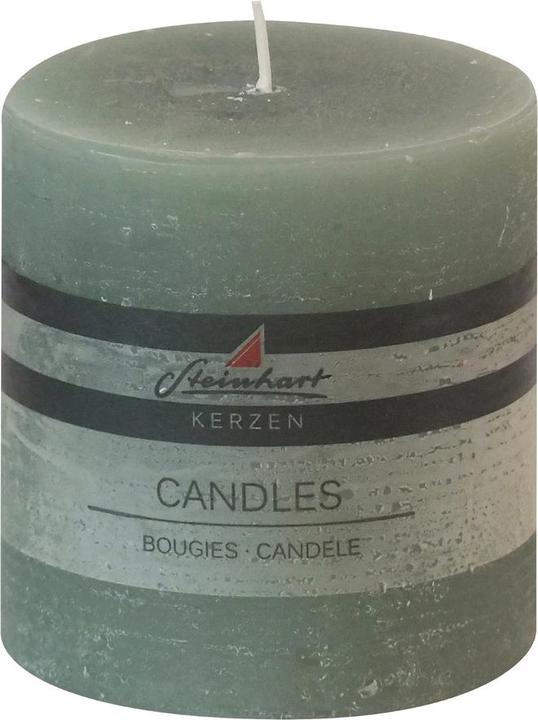 Steinhart
KERZEN
CANDLES
BOUGIES · CANDELE